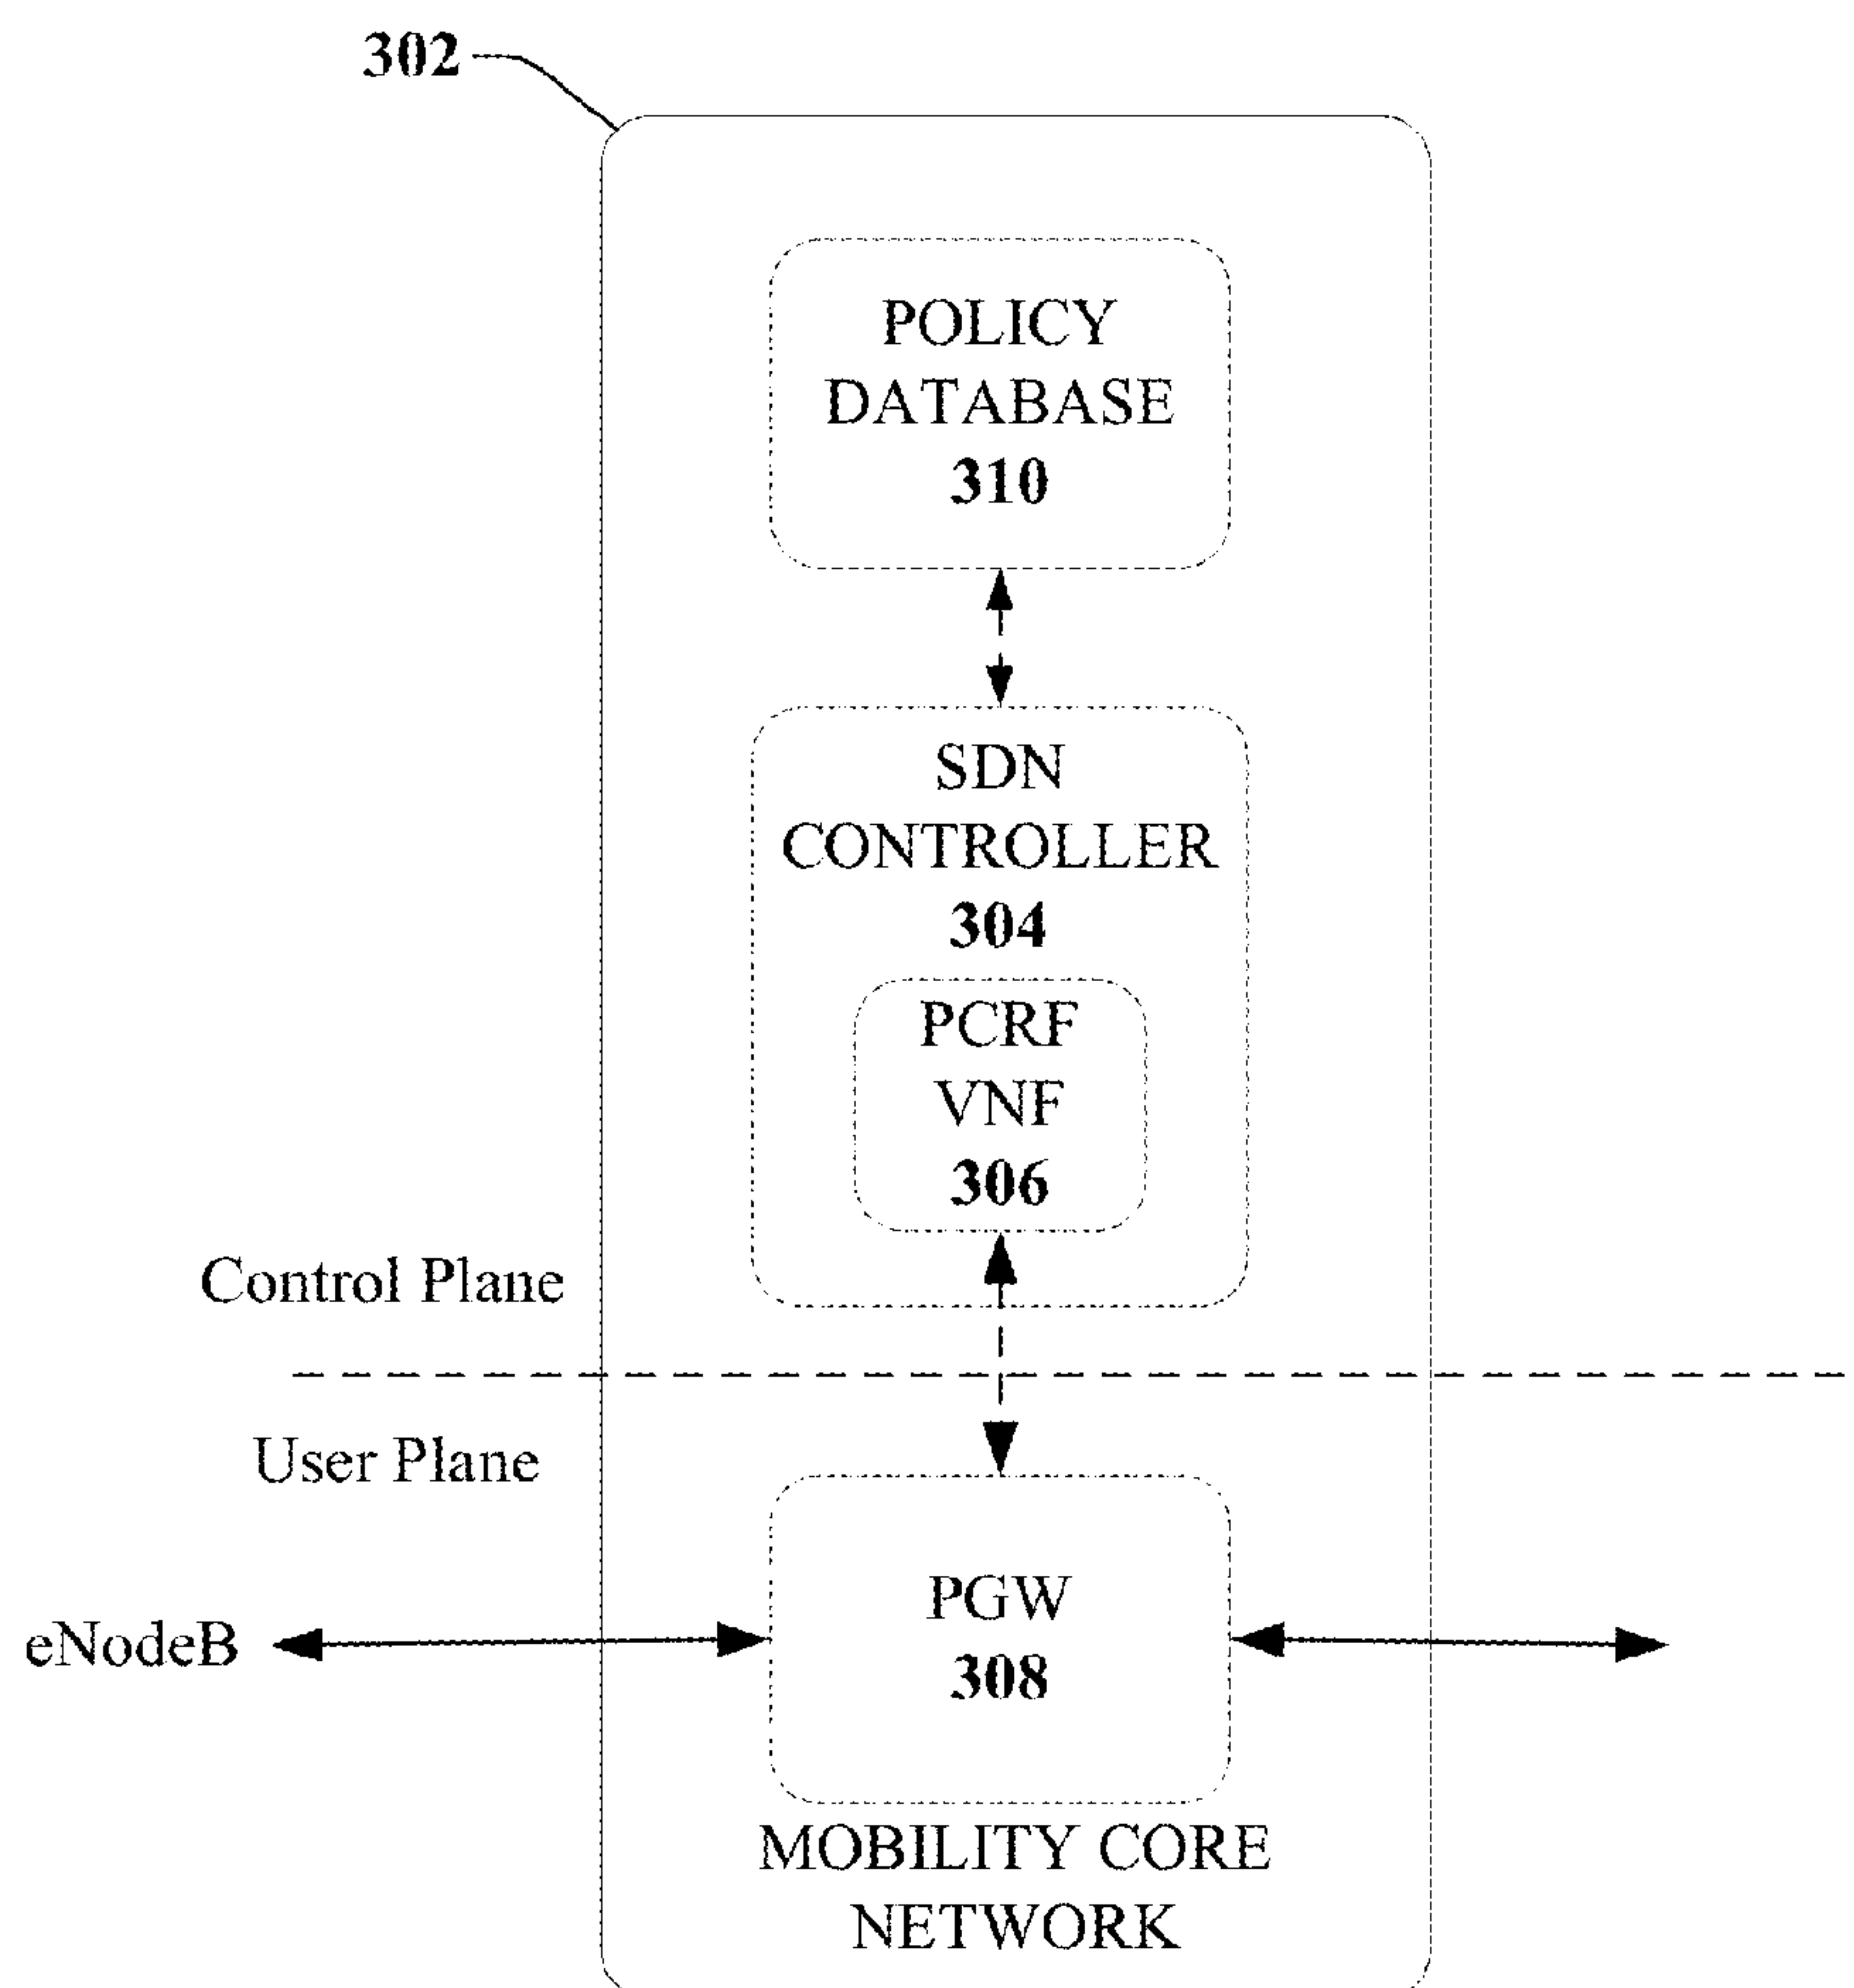 302
POLICY
DATABASE
310
SDN
CONTROLLER
304
PCRF
VNF
306
Control Plane
User Plane
PGW
308
eNodeB
MOBILITY CORE
NETWORK